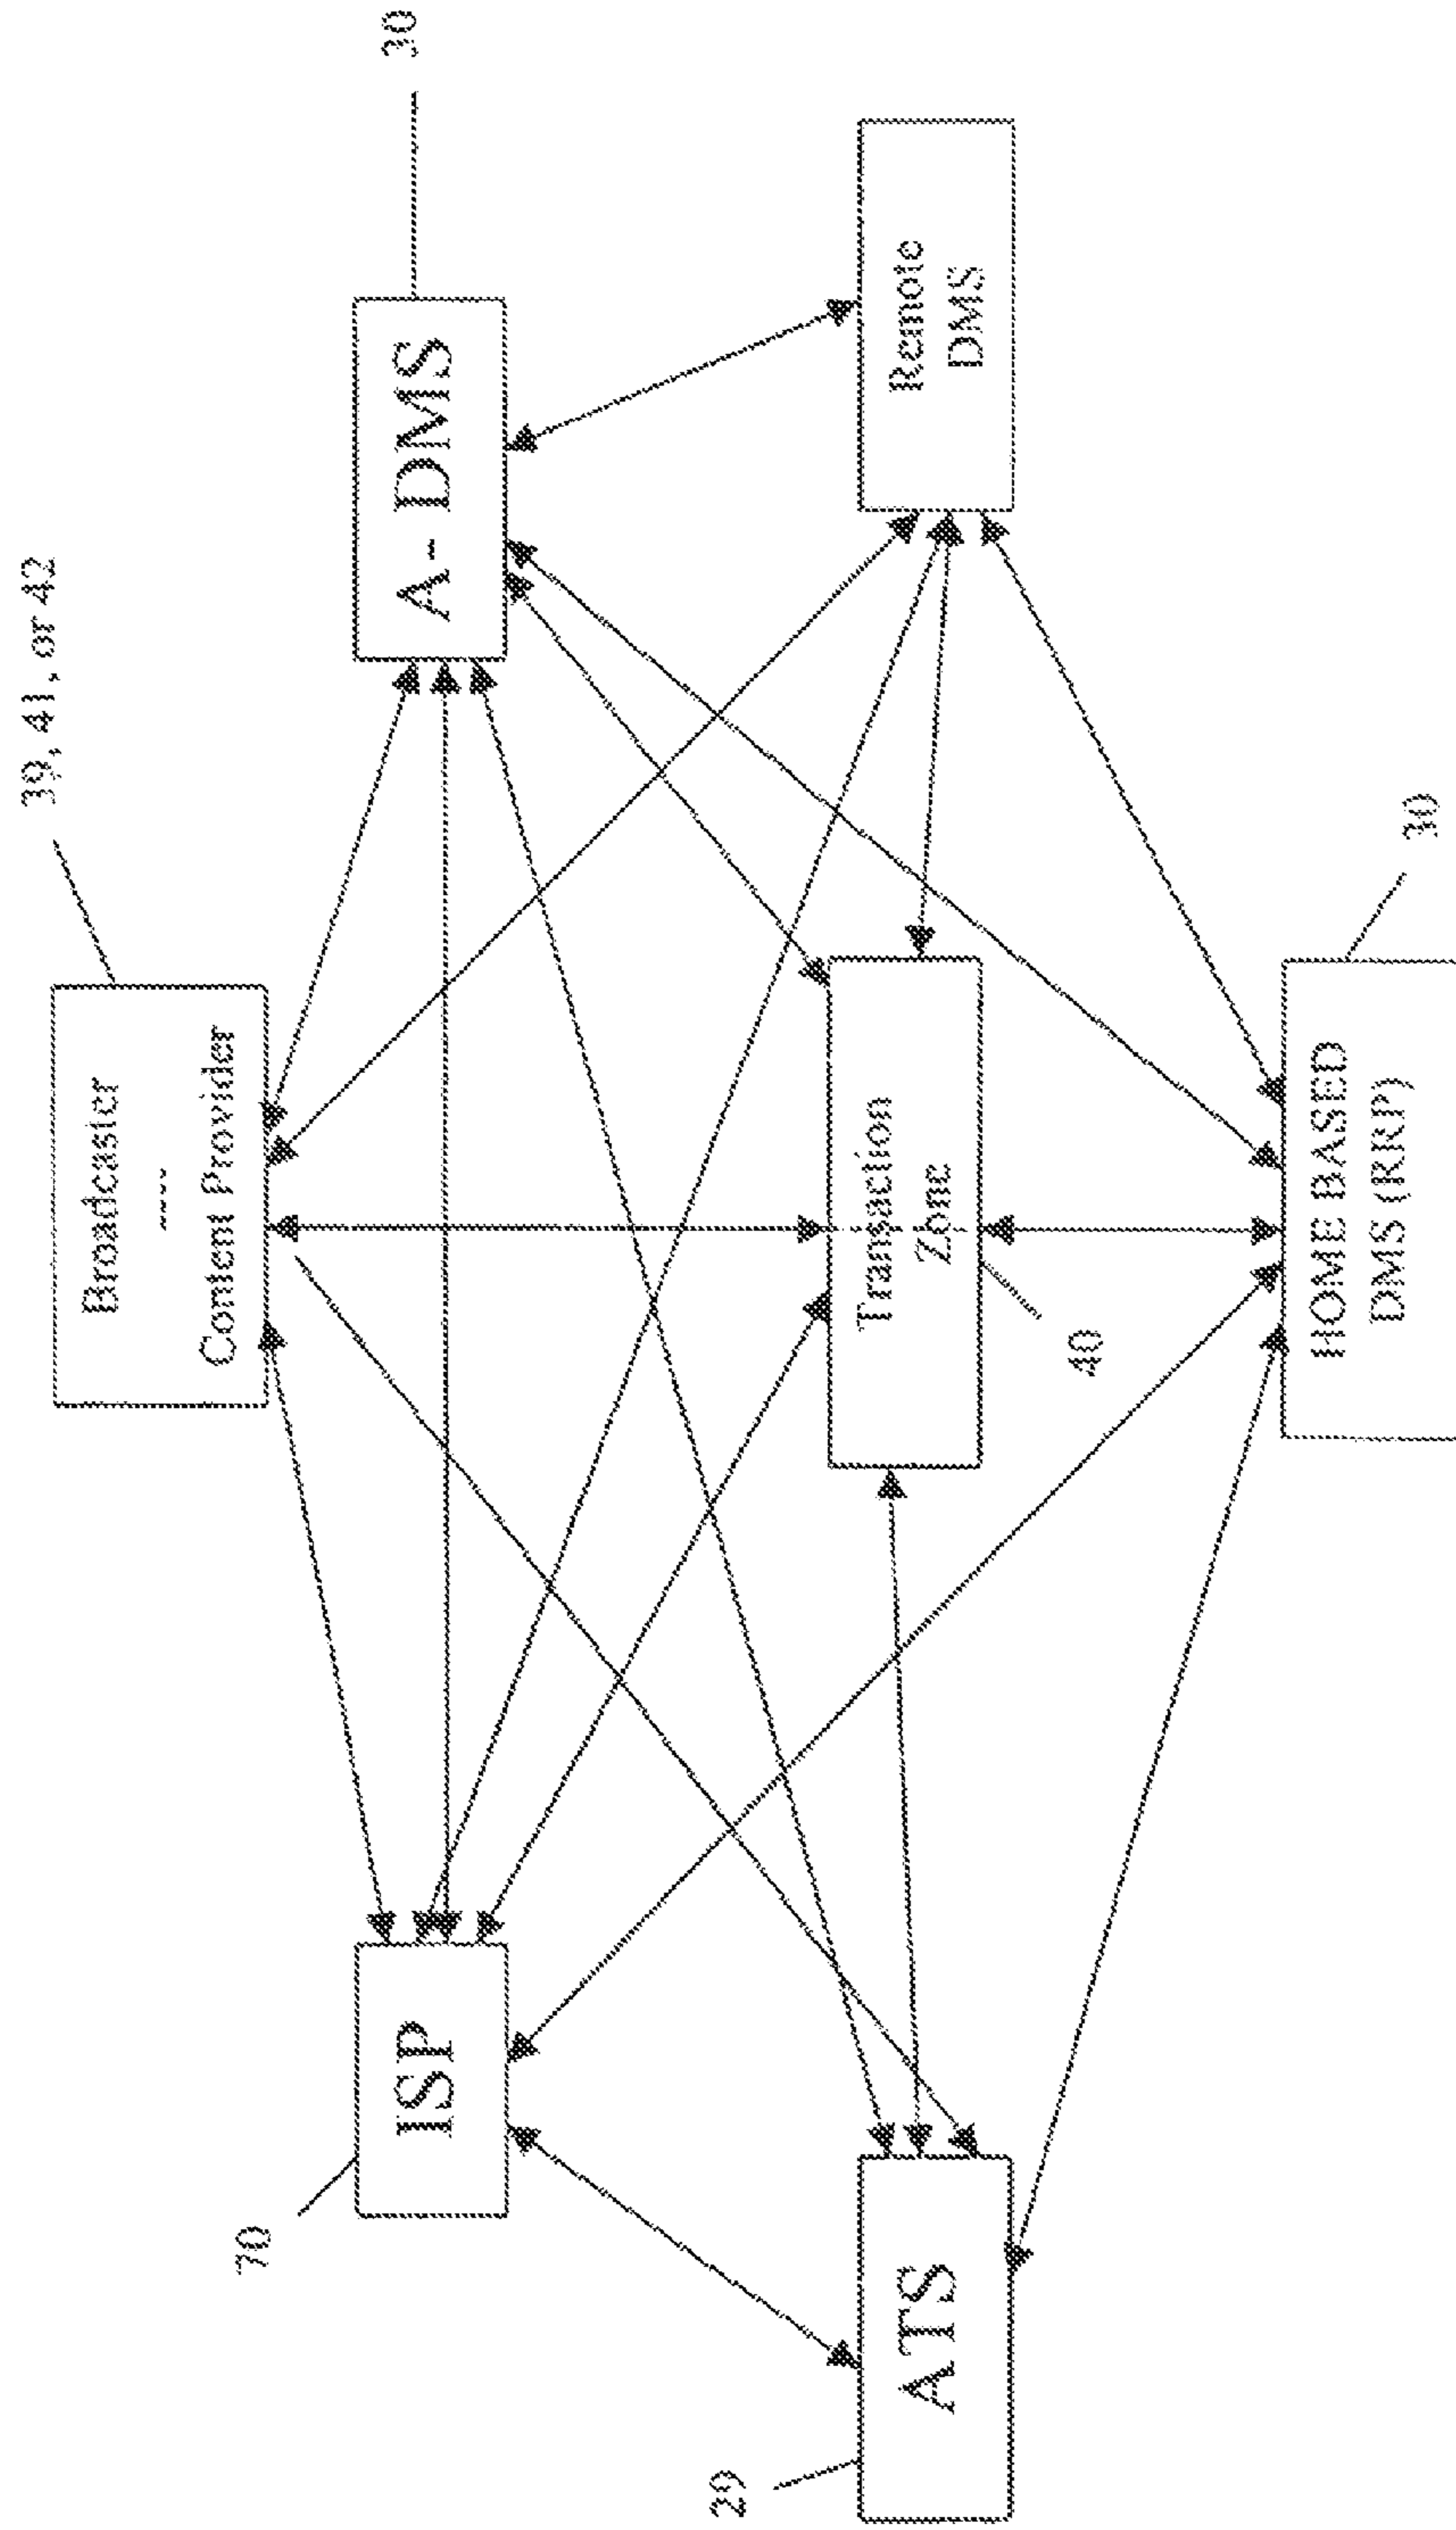 39, 41, or 42
Broadcaster
----
Content Provider
70
ISP
A- DMS
30
29
ATS
Transaction
Zone
40
Remote
DMS
HOME BASED
DMS (RRP)
30